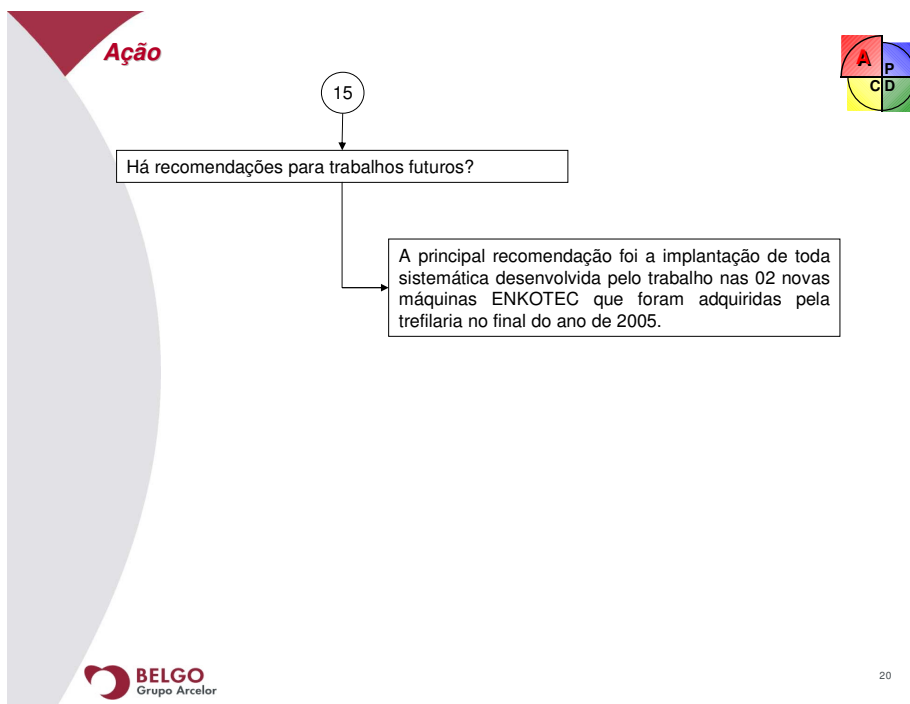 Ação
A
P
C D
15
Há recomendações para trabalhos futuros?
A principal recomendação foi a implantação de toda
sistemática desenvolvida pelo trabalho nas 02 novas
máquinas ENKOTEC que foram adquiridas pela
trefilaria no final do ano de 2005.
BELGO
Grupo Arcelor
20